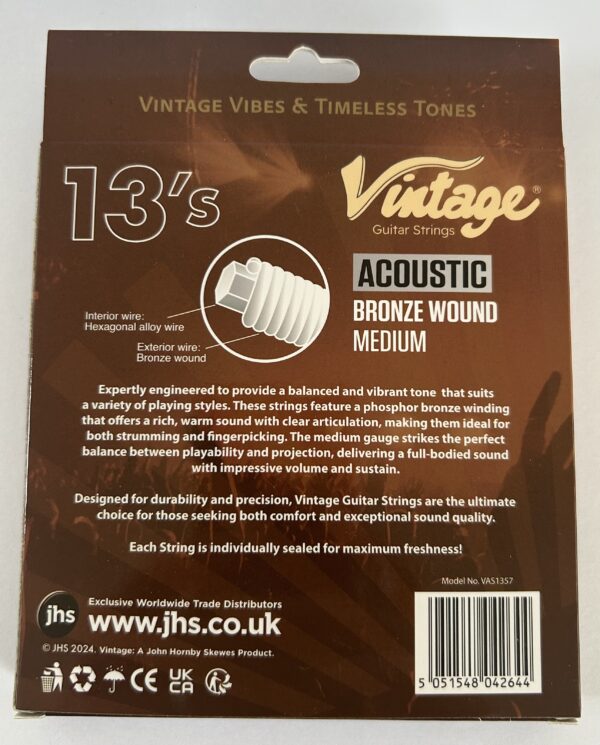 VINTAGE VIBES & TIMELESS TONES
13's
Vintage®
Guitar Strings
ACOUSTIC
BRONZE WOUND
MEDIUM
Interior wire:
Hexagonal alloy wire
Exterior wire:
Bronze wound
Expertly engineered to provide a balanced and vibrant tone that suits
a variety of playing styles. These strings feature a phosphor bronze winding
that offers a rich, warm sound with clear articulation, making them ideal for
both strumming and fingerpicking. The medium gauge strikes the perfect
balance between playability and projection, delivering a full-bodied sound
with impressive volume and sustain.
Designed for durability and precision, Vintage Guitar Strings are the ultimate
choice for those seeking both comfort and exceptional sound quality.
Each String is individually sealed for maximum freshness!
Model No. VAS1357
jhs
Exclusive Worldwide Trade Distributors
www.jhs.co.uk
© JHS 2024. Vintage: A John Hornby Skewes Product.
CE
UK
CA
5 051548 042644